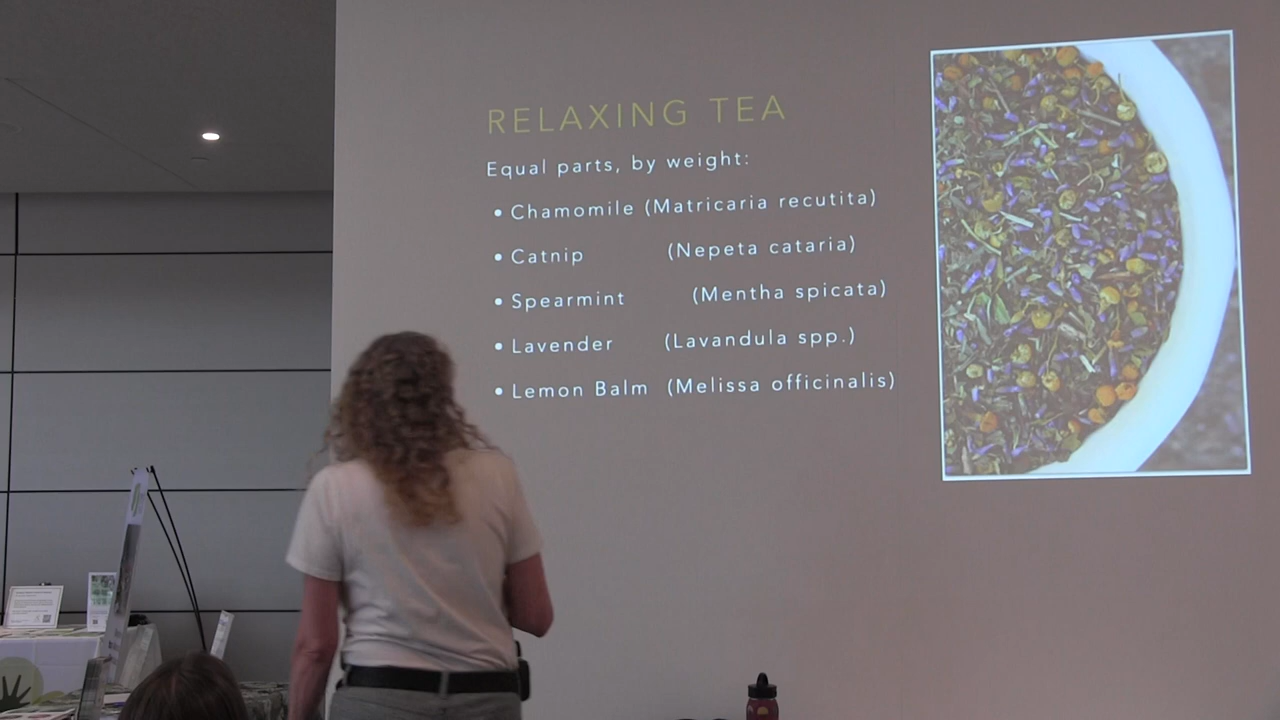 RELAXING TEA
Equal parts, by weight:
• Chamomile (Matricaria recutita)
• Catnip (Nepeta cataria)
• Spearmint (Mentha spicata)
• Lavender (Lavandula spp.)
• Lemon Balm (Melissa officinalis)